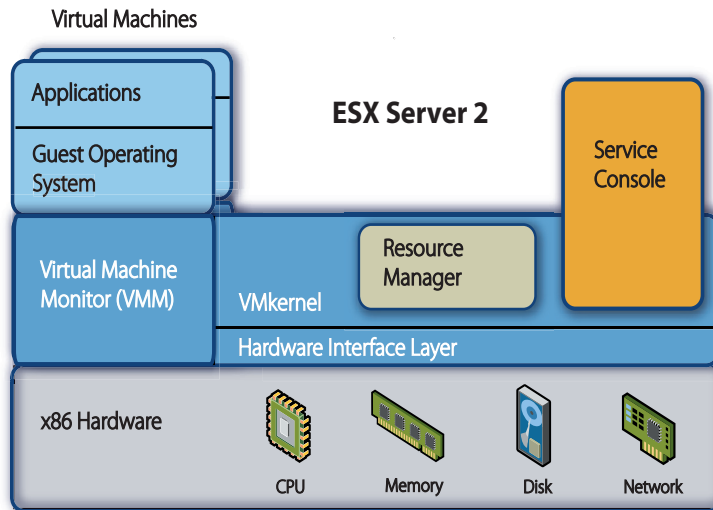 Virtual Machines
Applications
Guest Operating
System
ESX Server 2
Service
Console
Virtual Machine
Monitor (VMM)
Resource
Manager
VMkernel
Hardware Interface Layer
x86 Hardware
CPU
Memory
Disk
Network